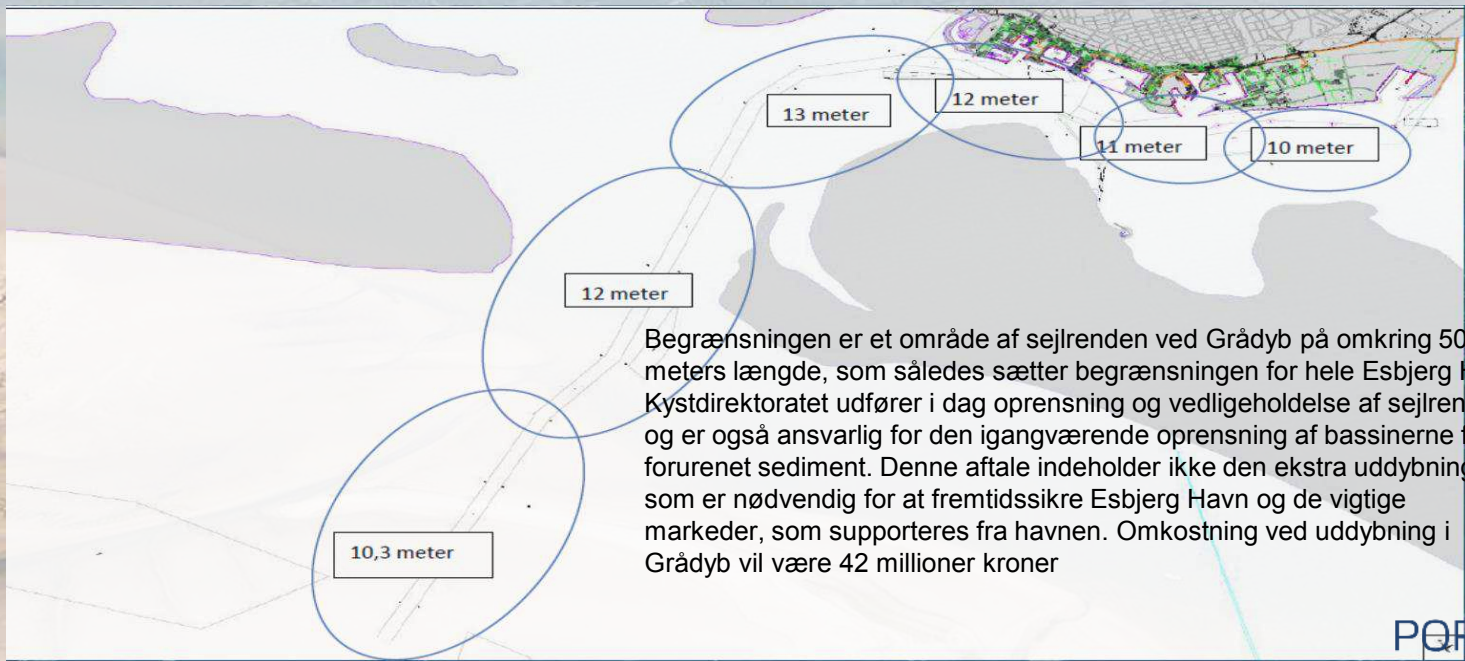 13 meter
12 meter
11 meter
10 meter
12 meter
10,3 meter
Begrænsningen er et område af sejlrenden ved Grådyb på omkring 50
meters længde, som således sætter begrænsningen for hele Esbjerg
Kystdirektoratet udfører i dag oprensning og vedligeholdelse af sejlren
og er også ansvarlig for den igangværende oprensning af bassinerne
forurenet sediment. Denne aftale indeholder ikke den ekstra uddybning
som er nødvendig for at fremtidssikre Esbjerg Havn og de vigtige
markeder, som supporteres fra havnen. Omkostning ved uddybning i
Grådyb vil være 42 millioner kroner